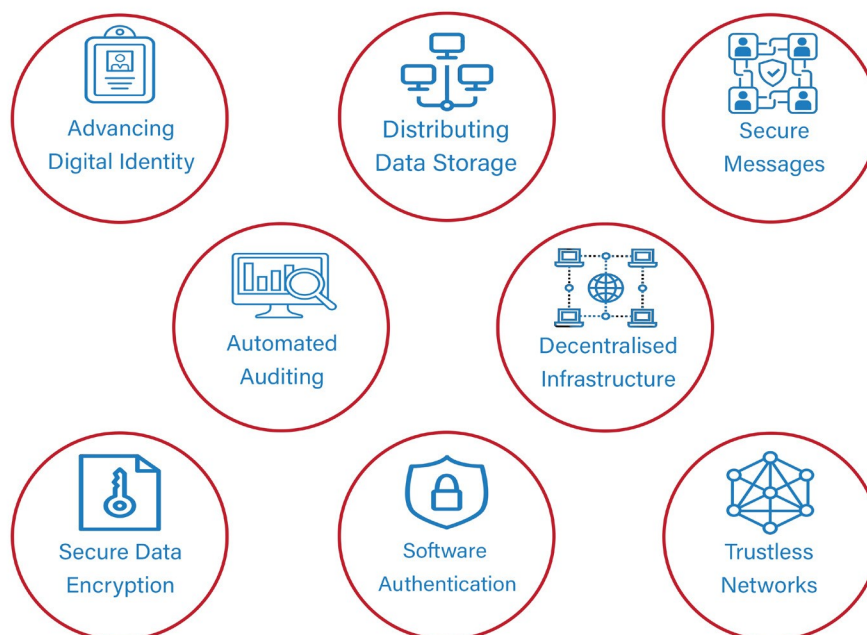 Advancing
Digital Identity
Distributing
Data Storage
Secure
Messages
Automated
Auditing
Decentralised
Infrastructure
Secure Data
Encryption
Software
Authentication
Trustless
Networks